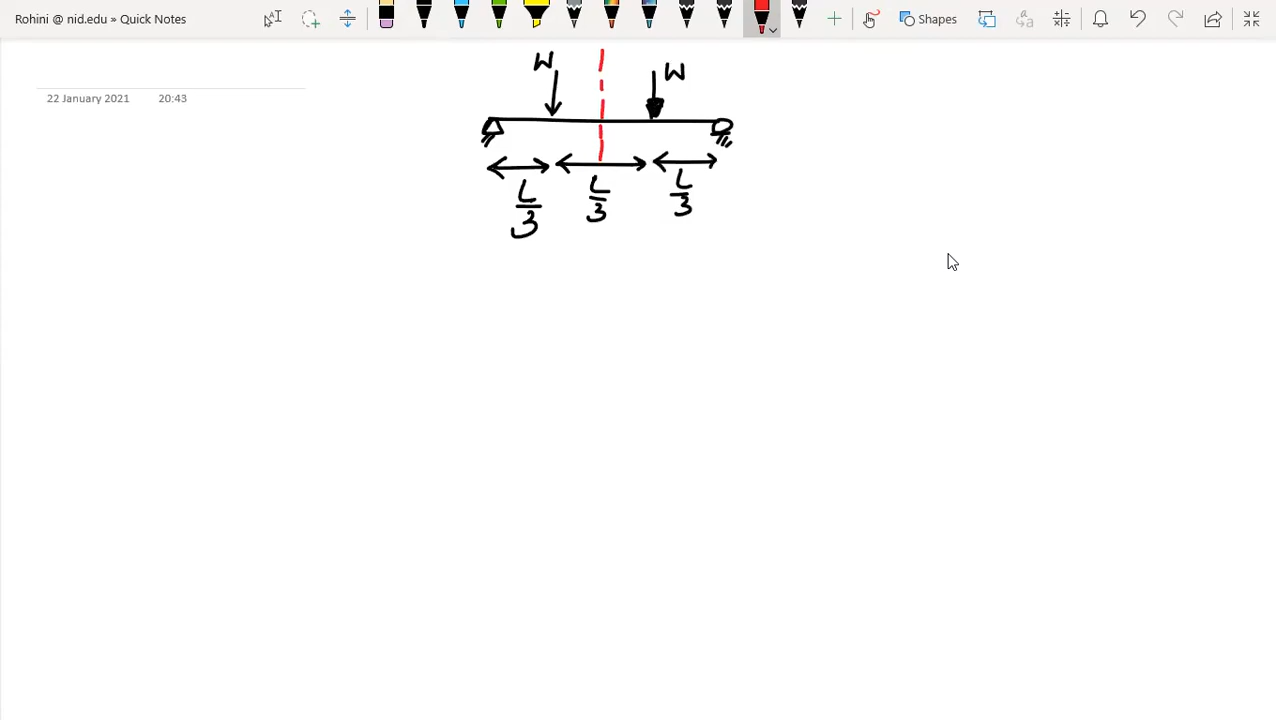 Rohini @ nid.edu » Quick Notes
Shapes
22 January 2021 20:43
W W
L/3 L/3 L/3